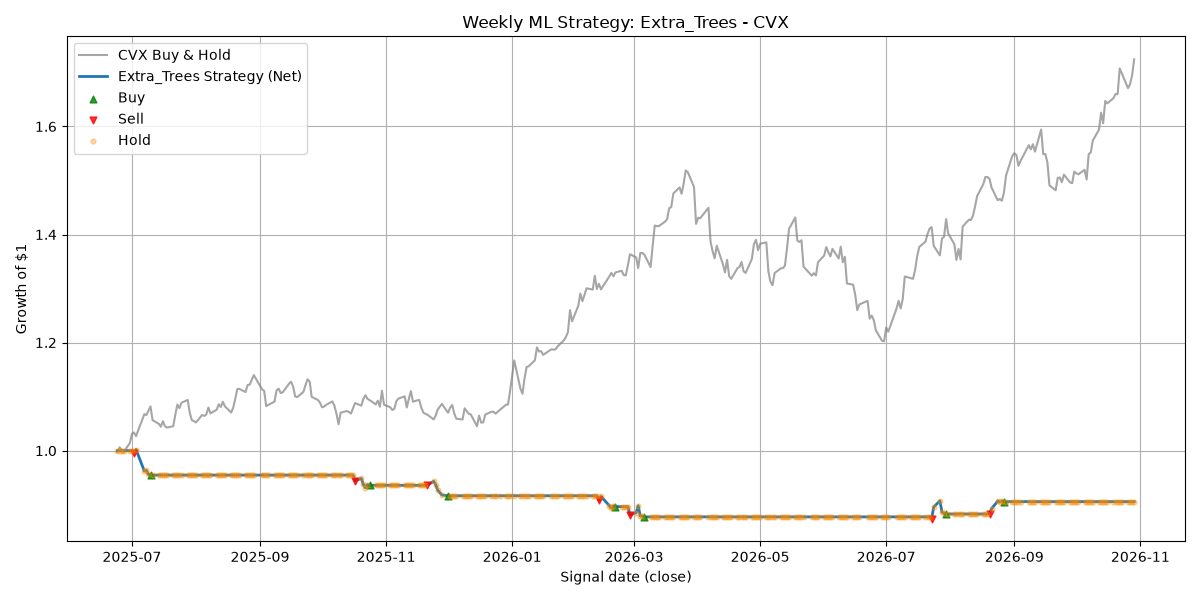 Weekly ML Strategy: Extra_Trees - CVX
CVX Buy & Hold
Extra_Trees Strategy (Net)
Buy
Sell
Hold
Growth of $1
1.6
1.4
1.2
1.0
2025-07
2025-09
2025-11
2026-01
2026-03
2026-05
2026-07
2026-09
2026-11
Signal date (close)